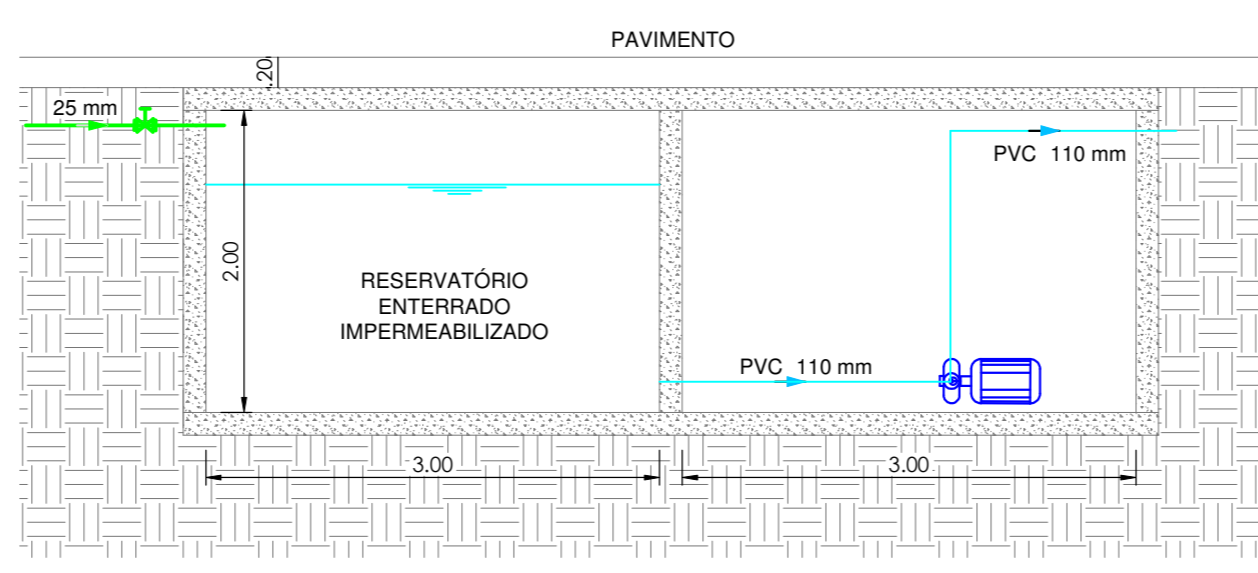 PAVIMENTO
.20
25 mm
PVC 110 mm
2.00
RESERVATÓRIO
ENTERRADO
IMPERMEABILIZADO
PVC 110 mm
3.00
3.00